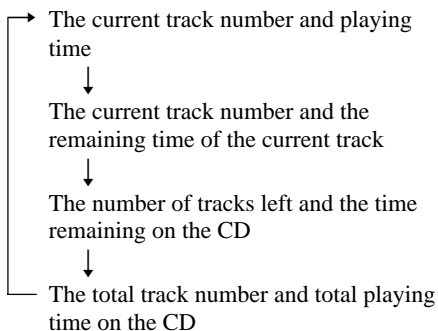 The current track number and playing
time
The current track number and the
remaining time of the current track
The number of tracks left and the time
remaining on the CD
The total track number and total playing
time on the CD